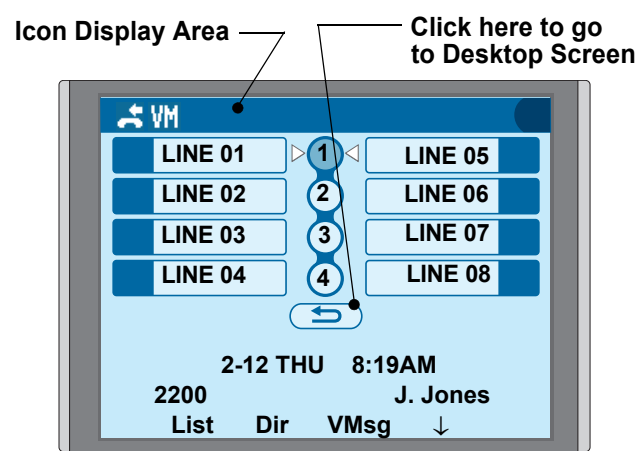 Icon Display Area
Click here to go
to Desktop Screen
VM
LINE 01 1 LINE 05
LINE 02 2 LINE 06
LINE 03 3 LINE 07
LINE 04 4 LINE 08
2-12 THU 8:19AM
2200 J. Jones
List Dir VMsg ↓